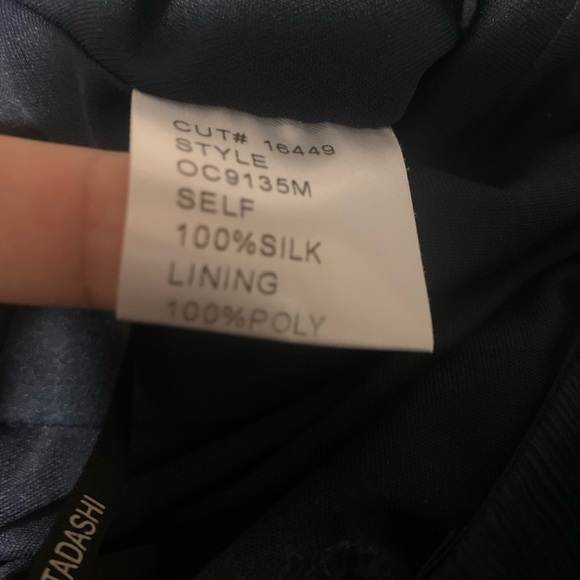 CUT# 16449
STYLE
OC9135M
SELF
100%SILK
LINING
100%POLY
TADASHI